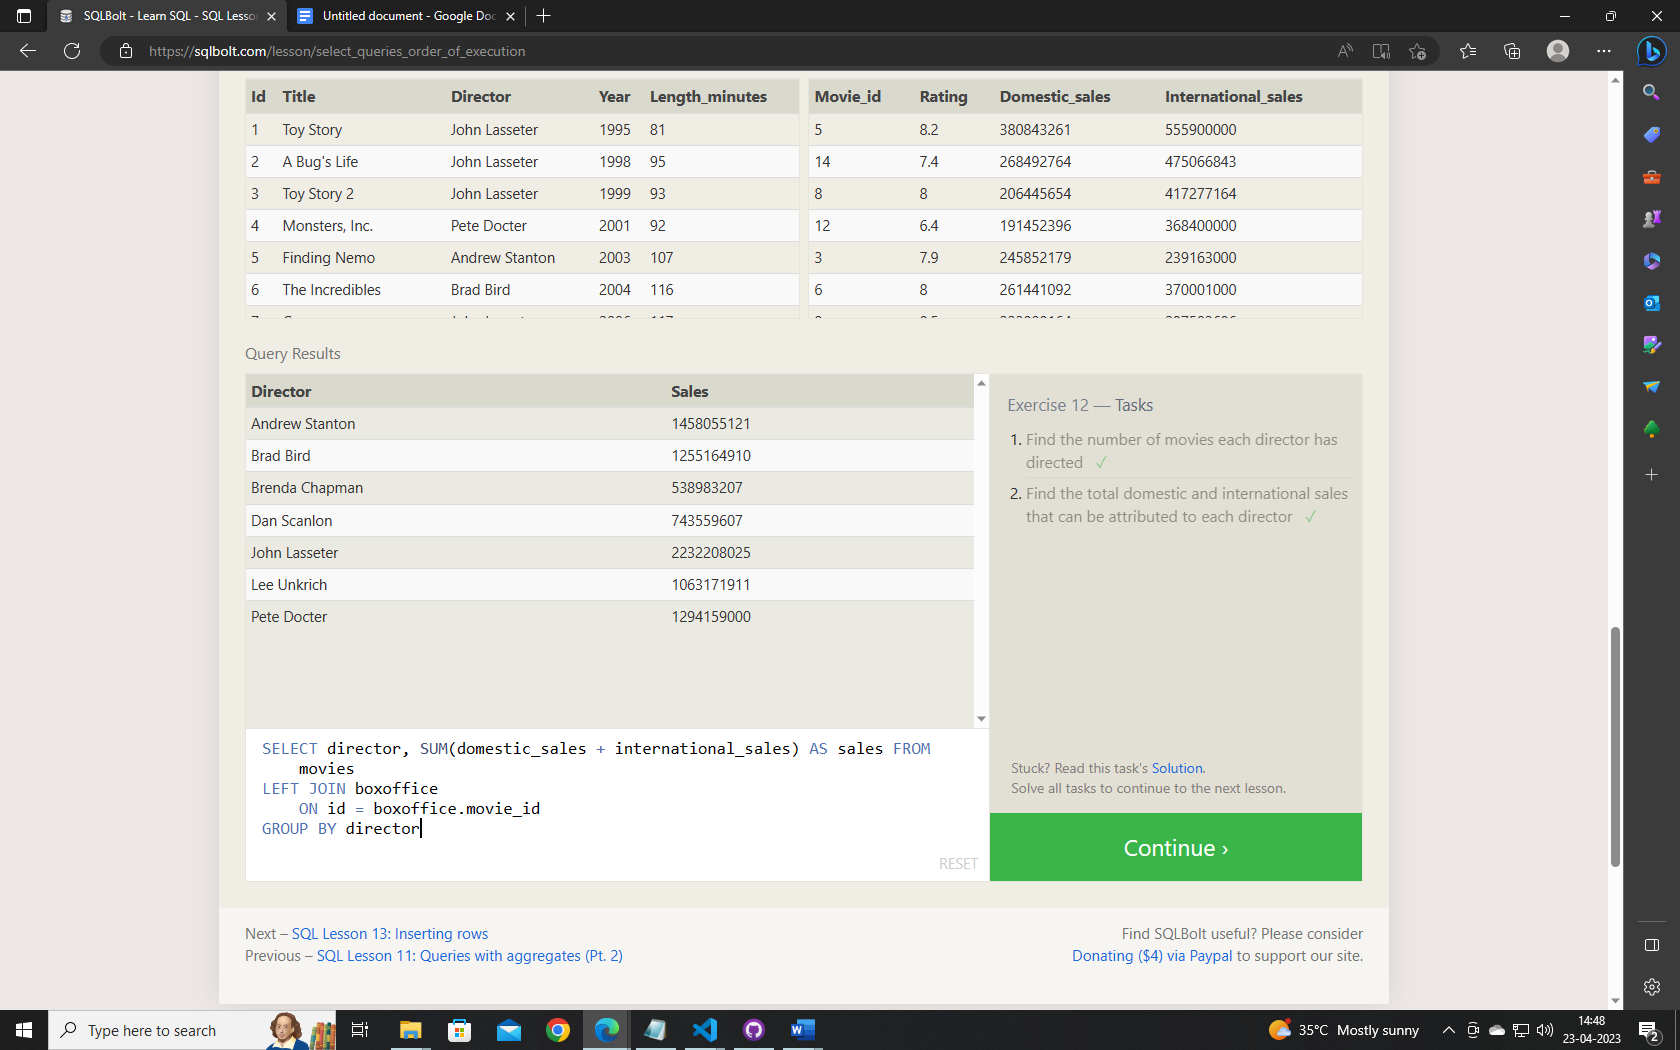 SQLBolt - Learn SQL - SQL Lesso
Untitled document - Google Doc
https://sqlbolt.com/lesson/select_queries_order_of_execution
Id Title Director Year Length_minutes
1 Toy Story John Lasseter 1995 81
2 A Bug's Life John Lasseter 1998 95
3 Toy Story 2 John Lasseter 1999 93
4 Monsters, Inc. Pete Docter 2001 92
5 Finding Nemo Andrew Stanton 2003 107
6 The Incredibles Brad Bird 2004 116
Movie_id Rating Domestic_sales International_sales
5 8.2 380843261 555900000
14 7.4 268492764 475066843
8 8 206445654 417277164
12 6.4 191452396 368400000
3 7.9 245852179 239163000
6 8 261441092 370001000
Query Results
Director Sales
Andrew Stanton 1458055121
Brad Bird 1255164910
Brenda Chapman 538983207
Dan Scanlon 743559607
John Lasseter 2232208025
Lee Unkrich 1063171911
Pete Docter 1294159000
Exercise 12 — Tasks
1. Find the number of movies each director has
directed ✓
2. Find the total domestic and international sales
that can be attributed to each director ✓
Stuck? Read this task's Solution.
Solve all tasks to continue to the next lesson.
Continue ›
SELECT director, SUM(domestic_sales + international_sales) AS sales FROM
movies
LEFT JOIN boxoffice
ON id = boxoffice.movie_id
GROUP BY director
RESET
Next – SQL Lesson 13: Inserting rows
Previous – SQL Lesson 11: Queries with aggregates (Pt. 2)
Find SQLBolt useful? Please consider
Donating ($4) via Paypal to support our site.
Type here to search
35°C Mostly sunny
14:48
23-04-2023
2